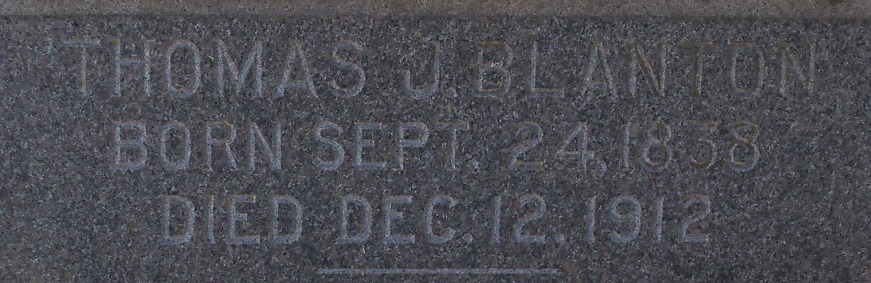 THOMAS J. BLANTON
BORN SEPT. 24, 1838
DIED DEC. 12, 1912